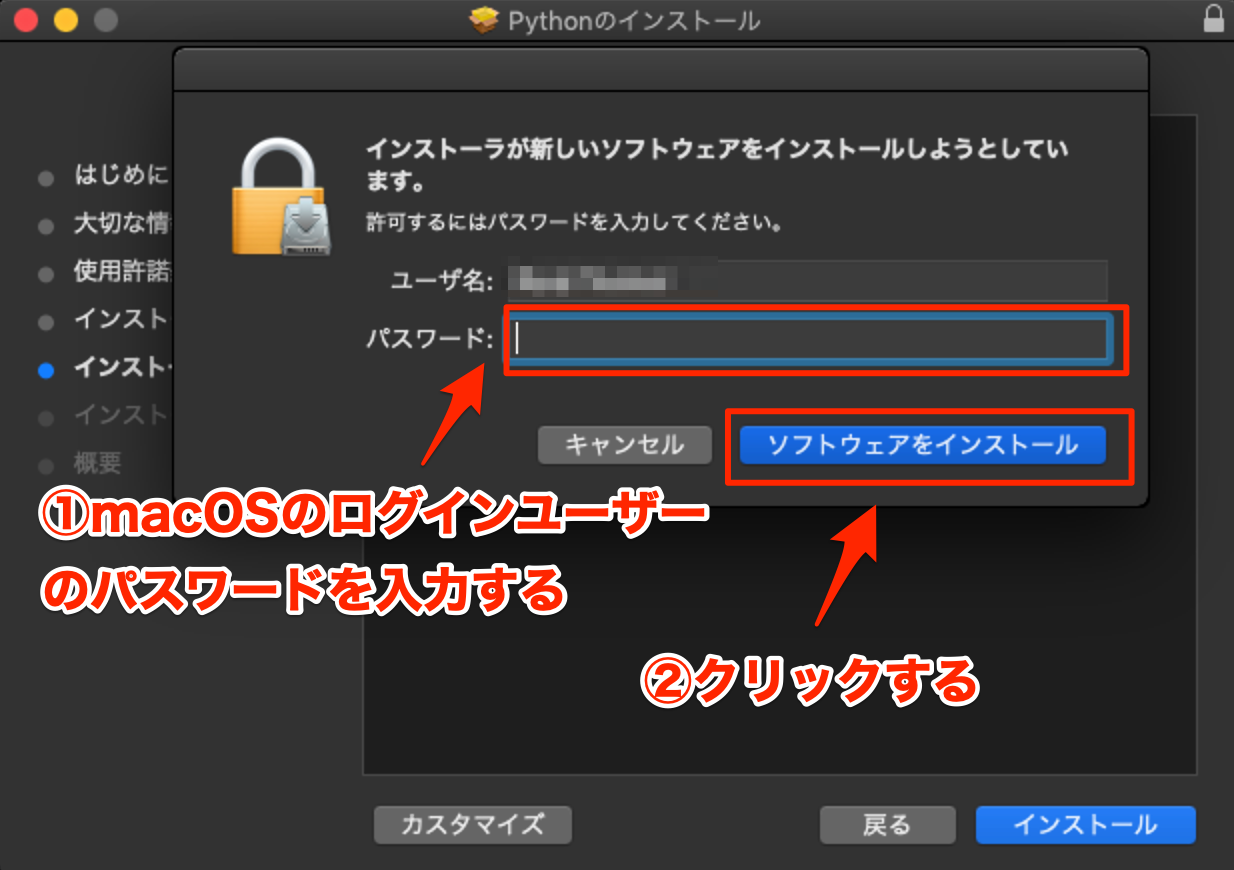 Pythonのインストール
インストーラが新しいソフトウェアをインストールしようとしてい
ます。
許可するにはパスワードを入力してください。
ユーザ名:
パスワード:
キャンセル
ソフトウェアをインストール
はじめに
大切な情
使用許諾
インスト
インスト
インスト
概要
①macOSのログインユーザー
のパスワードを入力する
②クリックする
カスタマイズ
戻る
インストール